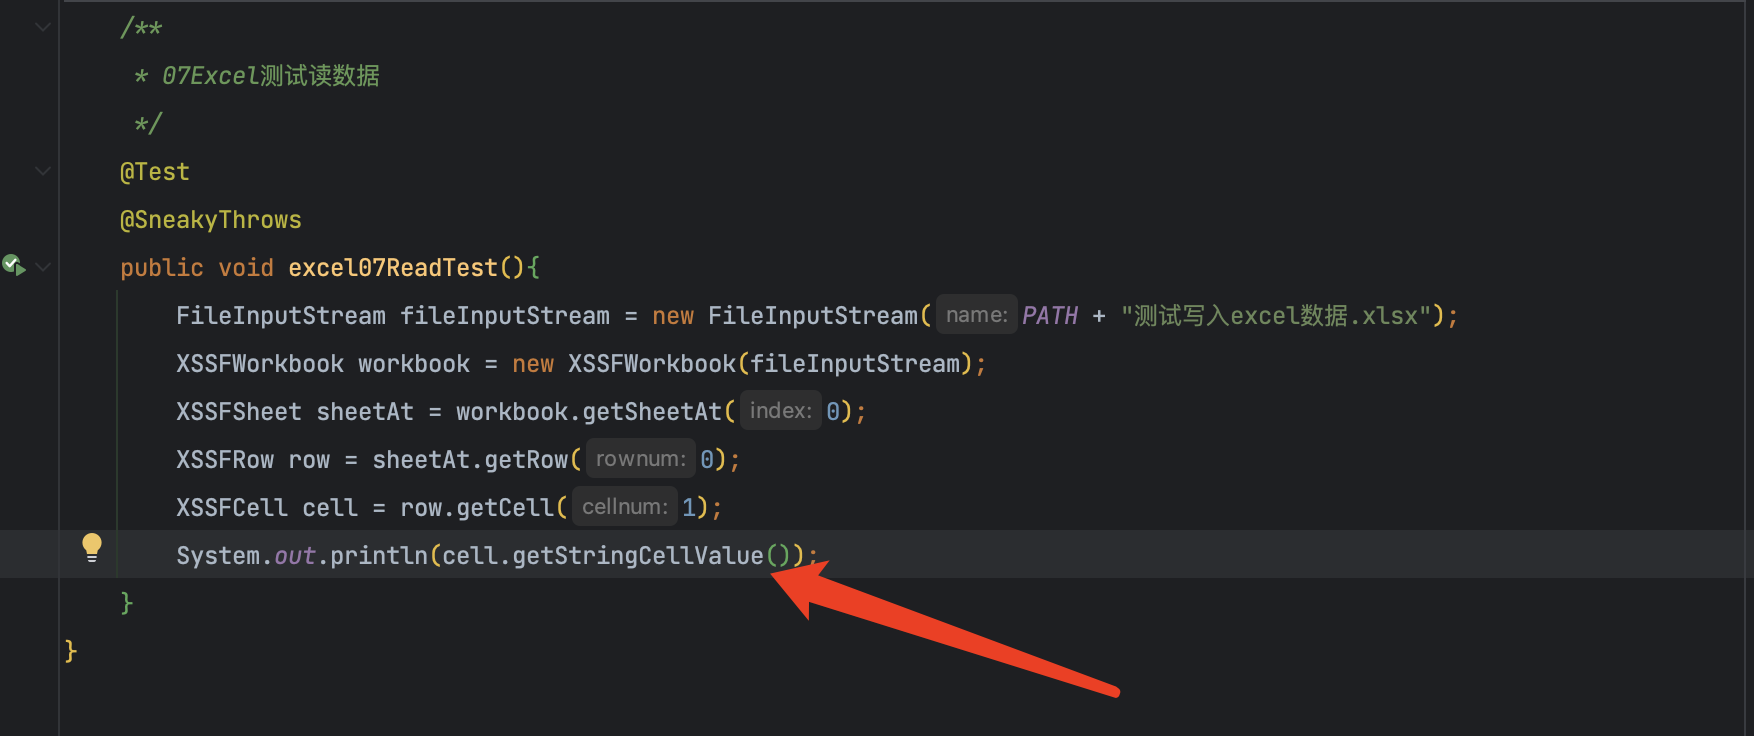 /**
* 07Excel测试读数据
*/
@Test
@SneakyThrows
public void excel07ReadTest(){
FileInputStream fileInputStream = new FileInputStream( name: PATH + "测试写入excel数据.xlsx");
XSSFWorkbook workbook = new XSSFWorkbook(fileInputStream);
XSSFSheet sheetAt = workbook.getSheetAt( index: 0);
XSSFRow row = sheetAt.getRow( rownum: 0);
XSSFCell cell = row.getCell( cellnum: 1);
System.out.println(cell.getStringCellValue());
}
}